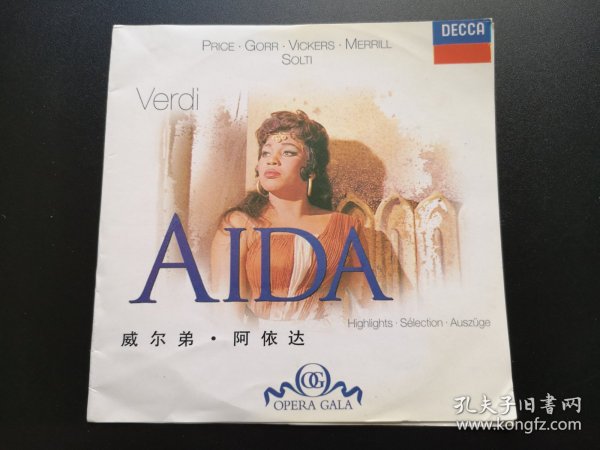 PRICE · GORR · VICKERS · MERRILL
SOLTI
DECCA
Verdi
AIDA
Highlights · Sélection · Auszüge
威尔弟·阿依达
OG
OPERA GALA
孔夫子旧书网
www.kongfz.com